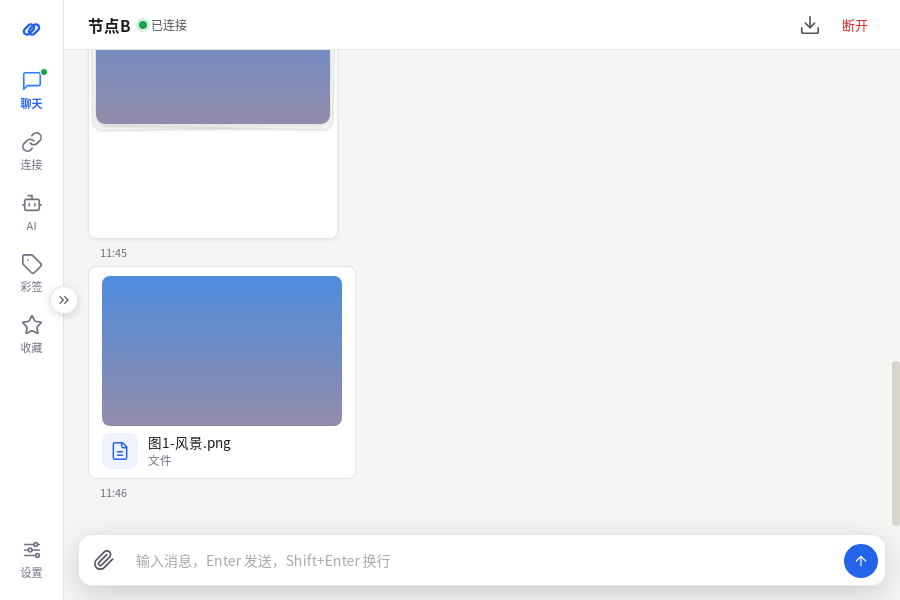 节点B
已连接
断开
聊天
连接
AI
彩签
收藏
设置
11:45
图1-风景.png
文件
11:46
输入消息，Enter 发送，Shift+Enter 换行